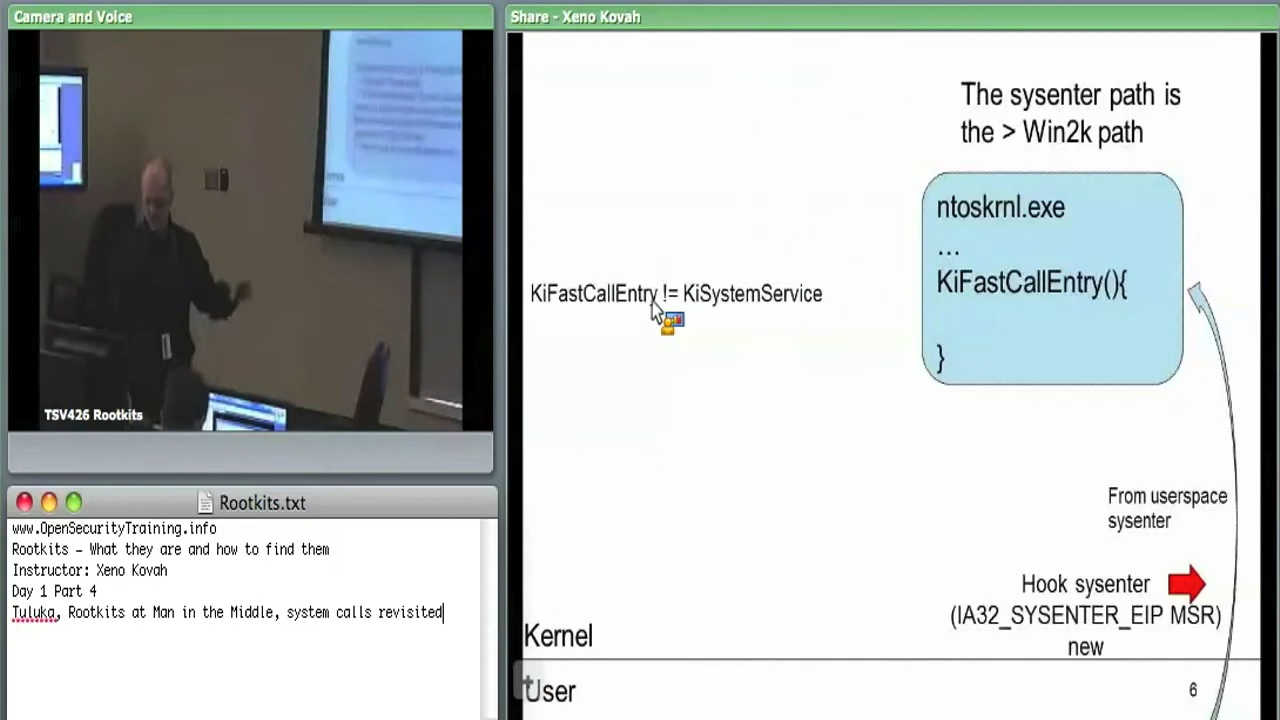 Camera and Voice
TSV426 Rootkits
Rootkits.txt
www.OpenSecurityTraining.info
Rootkits – What they are and how to find them
Instructor: Xeno Kovah
Day 1 Part 4
Tuluka, Rootkits at Man in the Middle, system calls revisited
Share - Xeno Kovah
The sysenter path is
the > Win2k path
ntoskrnl.exe
...
KiFastCallEntry(){
}
KiFastCallEntry != KiSystemService
From userspace
sysenter
Hook sysenter
(IA32_SYSENTER_EIP MSR)
new
Kernel
User
6